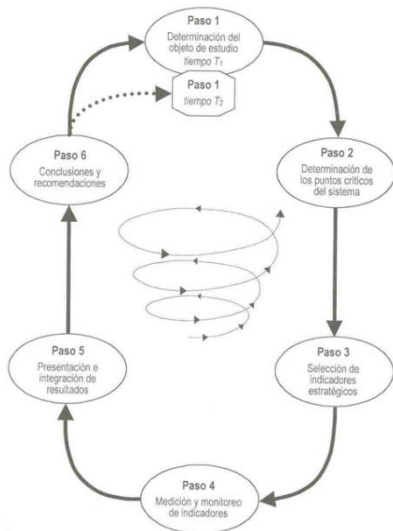 Paso 1
Determinación del
objeto de estudio
tiempo T₁
Paso 1
tiempo T₂
Paso 2
Determinación de
los puntos críticos
del sistema
Paso 3
Selección de
indicadores
estratégicos
Paso 4
Medición y monitoreo
de indicadores
Paso 5
Presentación e
integración de
resultados
Paso 6
Conclusiones y
recomendaciones